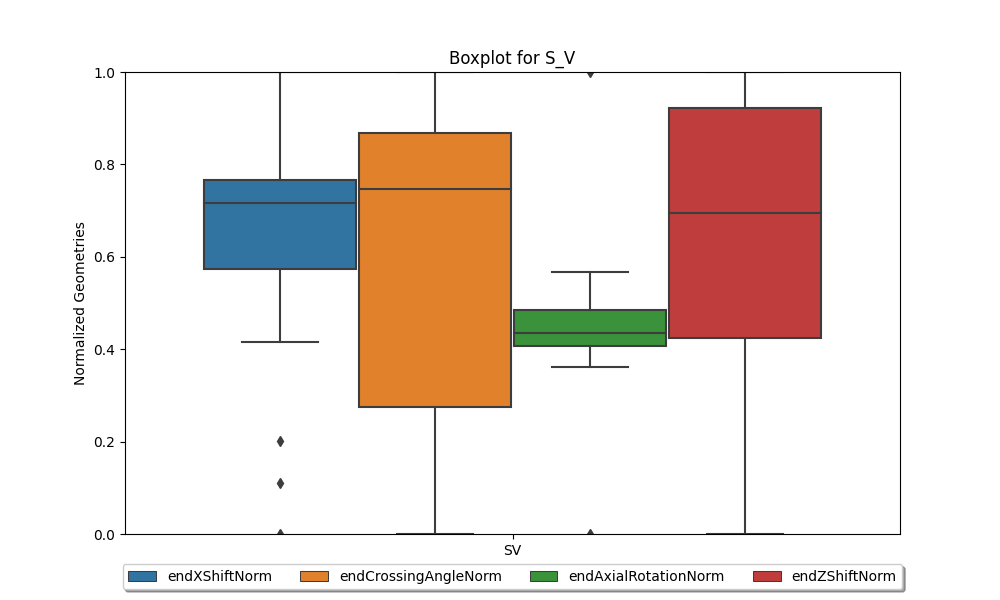 Boxplot for S_V
1.0
0.8
0.6
0.4
0.2
0.0
Normalized Geometries
SV
endXShiftNorm endCrossingAngleNorm endAxialRotationNorm endZShiftNorm